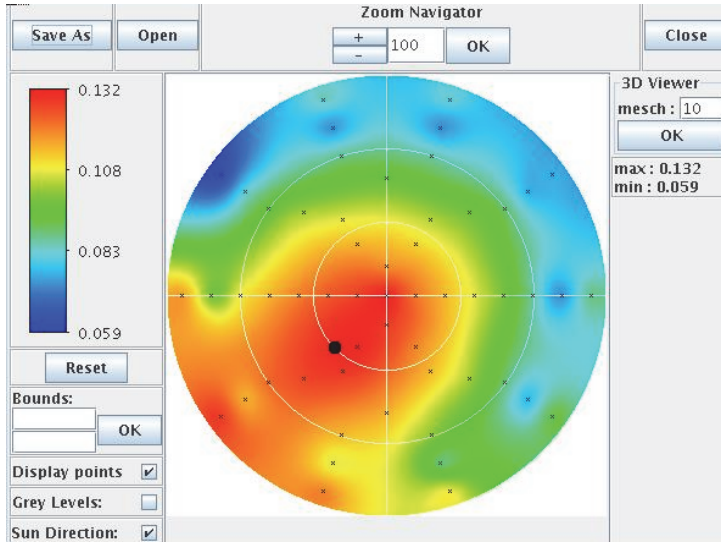 Zoom Navigator
Save As
Open
+
-
100
OK
Close
0.132
0.108
0.083
0.059
3D Viewer
mesch : 10
OK
max : 0.132
min : 0.059
Reset
Bounds:
OK
Display points
Grey Levels:
Sun Direction: